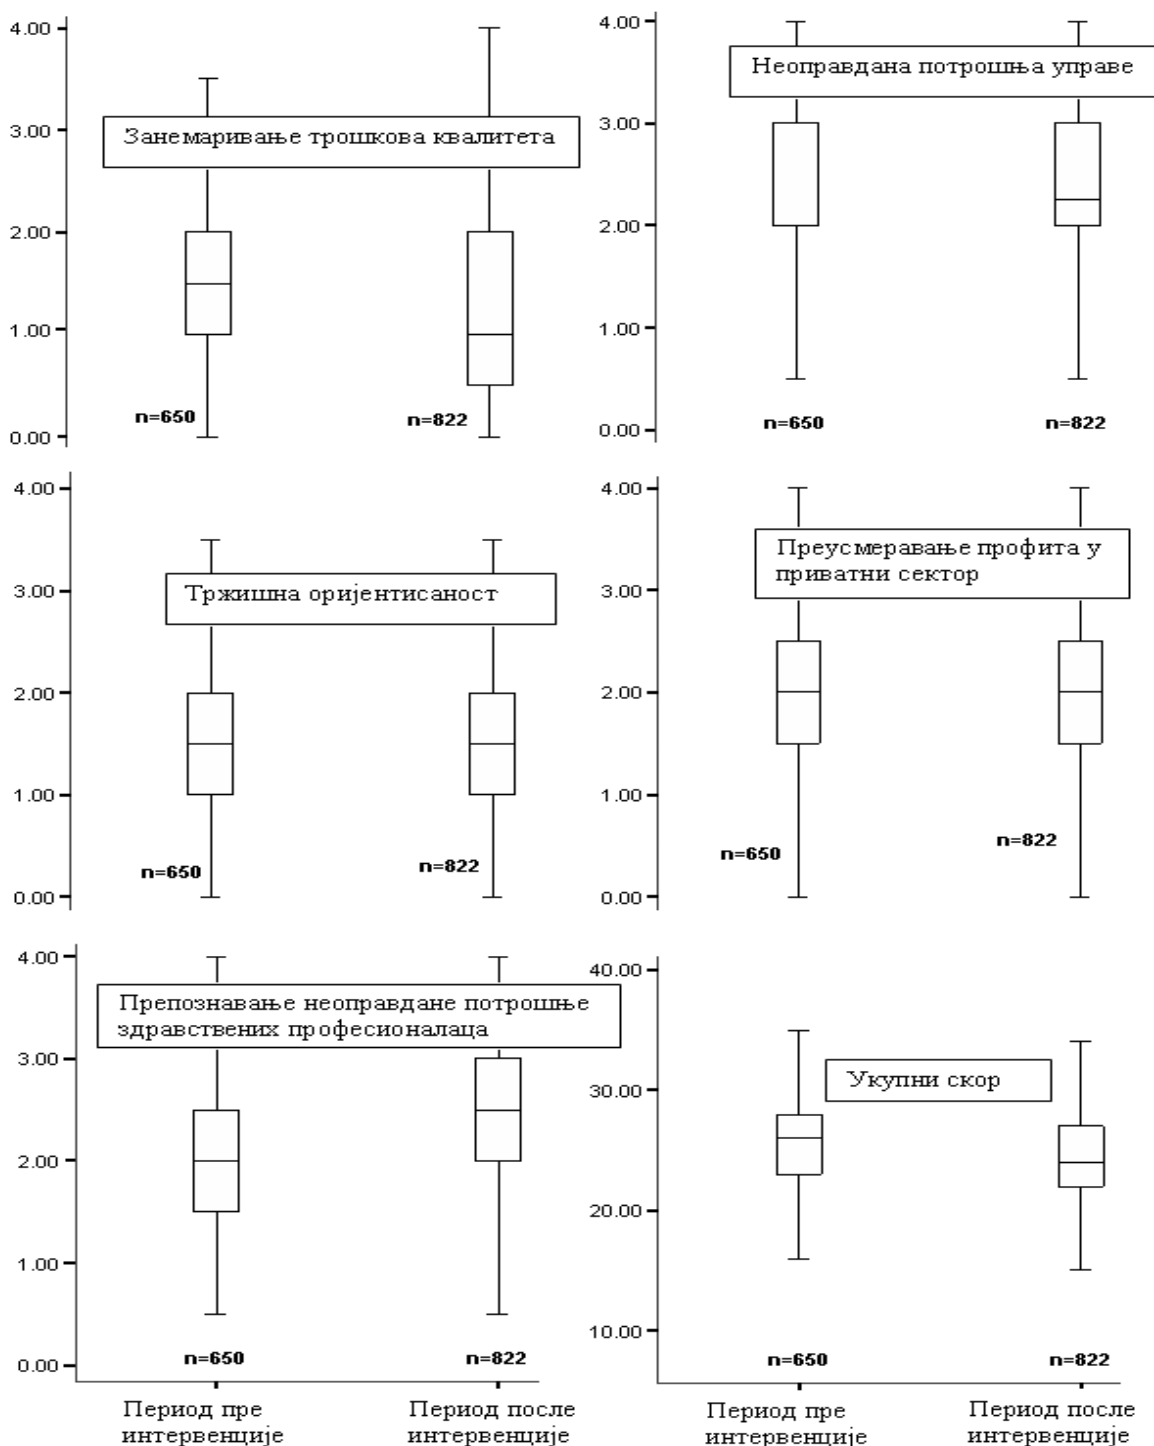 4.00
3.00
2.00
1.00
0.00
Занемаривање трошкова квалитета
n=650
n=822
4.00
3.00
2.00
1.00
0.00
Неоправдана потрошња управе
n=650
n=822
4.00
3.00
2.00
1.00
0.00
Тржишна оријентисаност
n=650
n=822
4.00
3.00
2.00
1.00
0.00
Преусмеравање профита у
приватни сектор
n=650
n=822
4.00
3.00
2.00
1.00
0.00
Препознавање неоправдане потрошње
здравствених професионалаца
n=650
n=822
Период пре
интервенције
Период после
интервенције
40.00
30.00
20.00
10.00
Укупни скор
n=650
n=822
Период пре
интервенције
Период после
интервенције